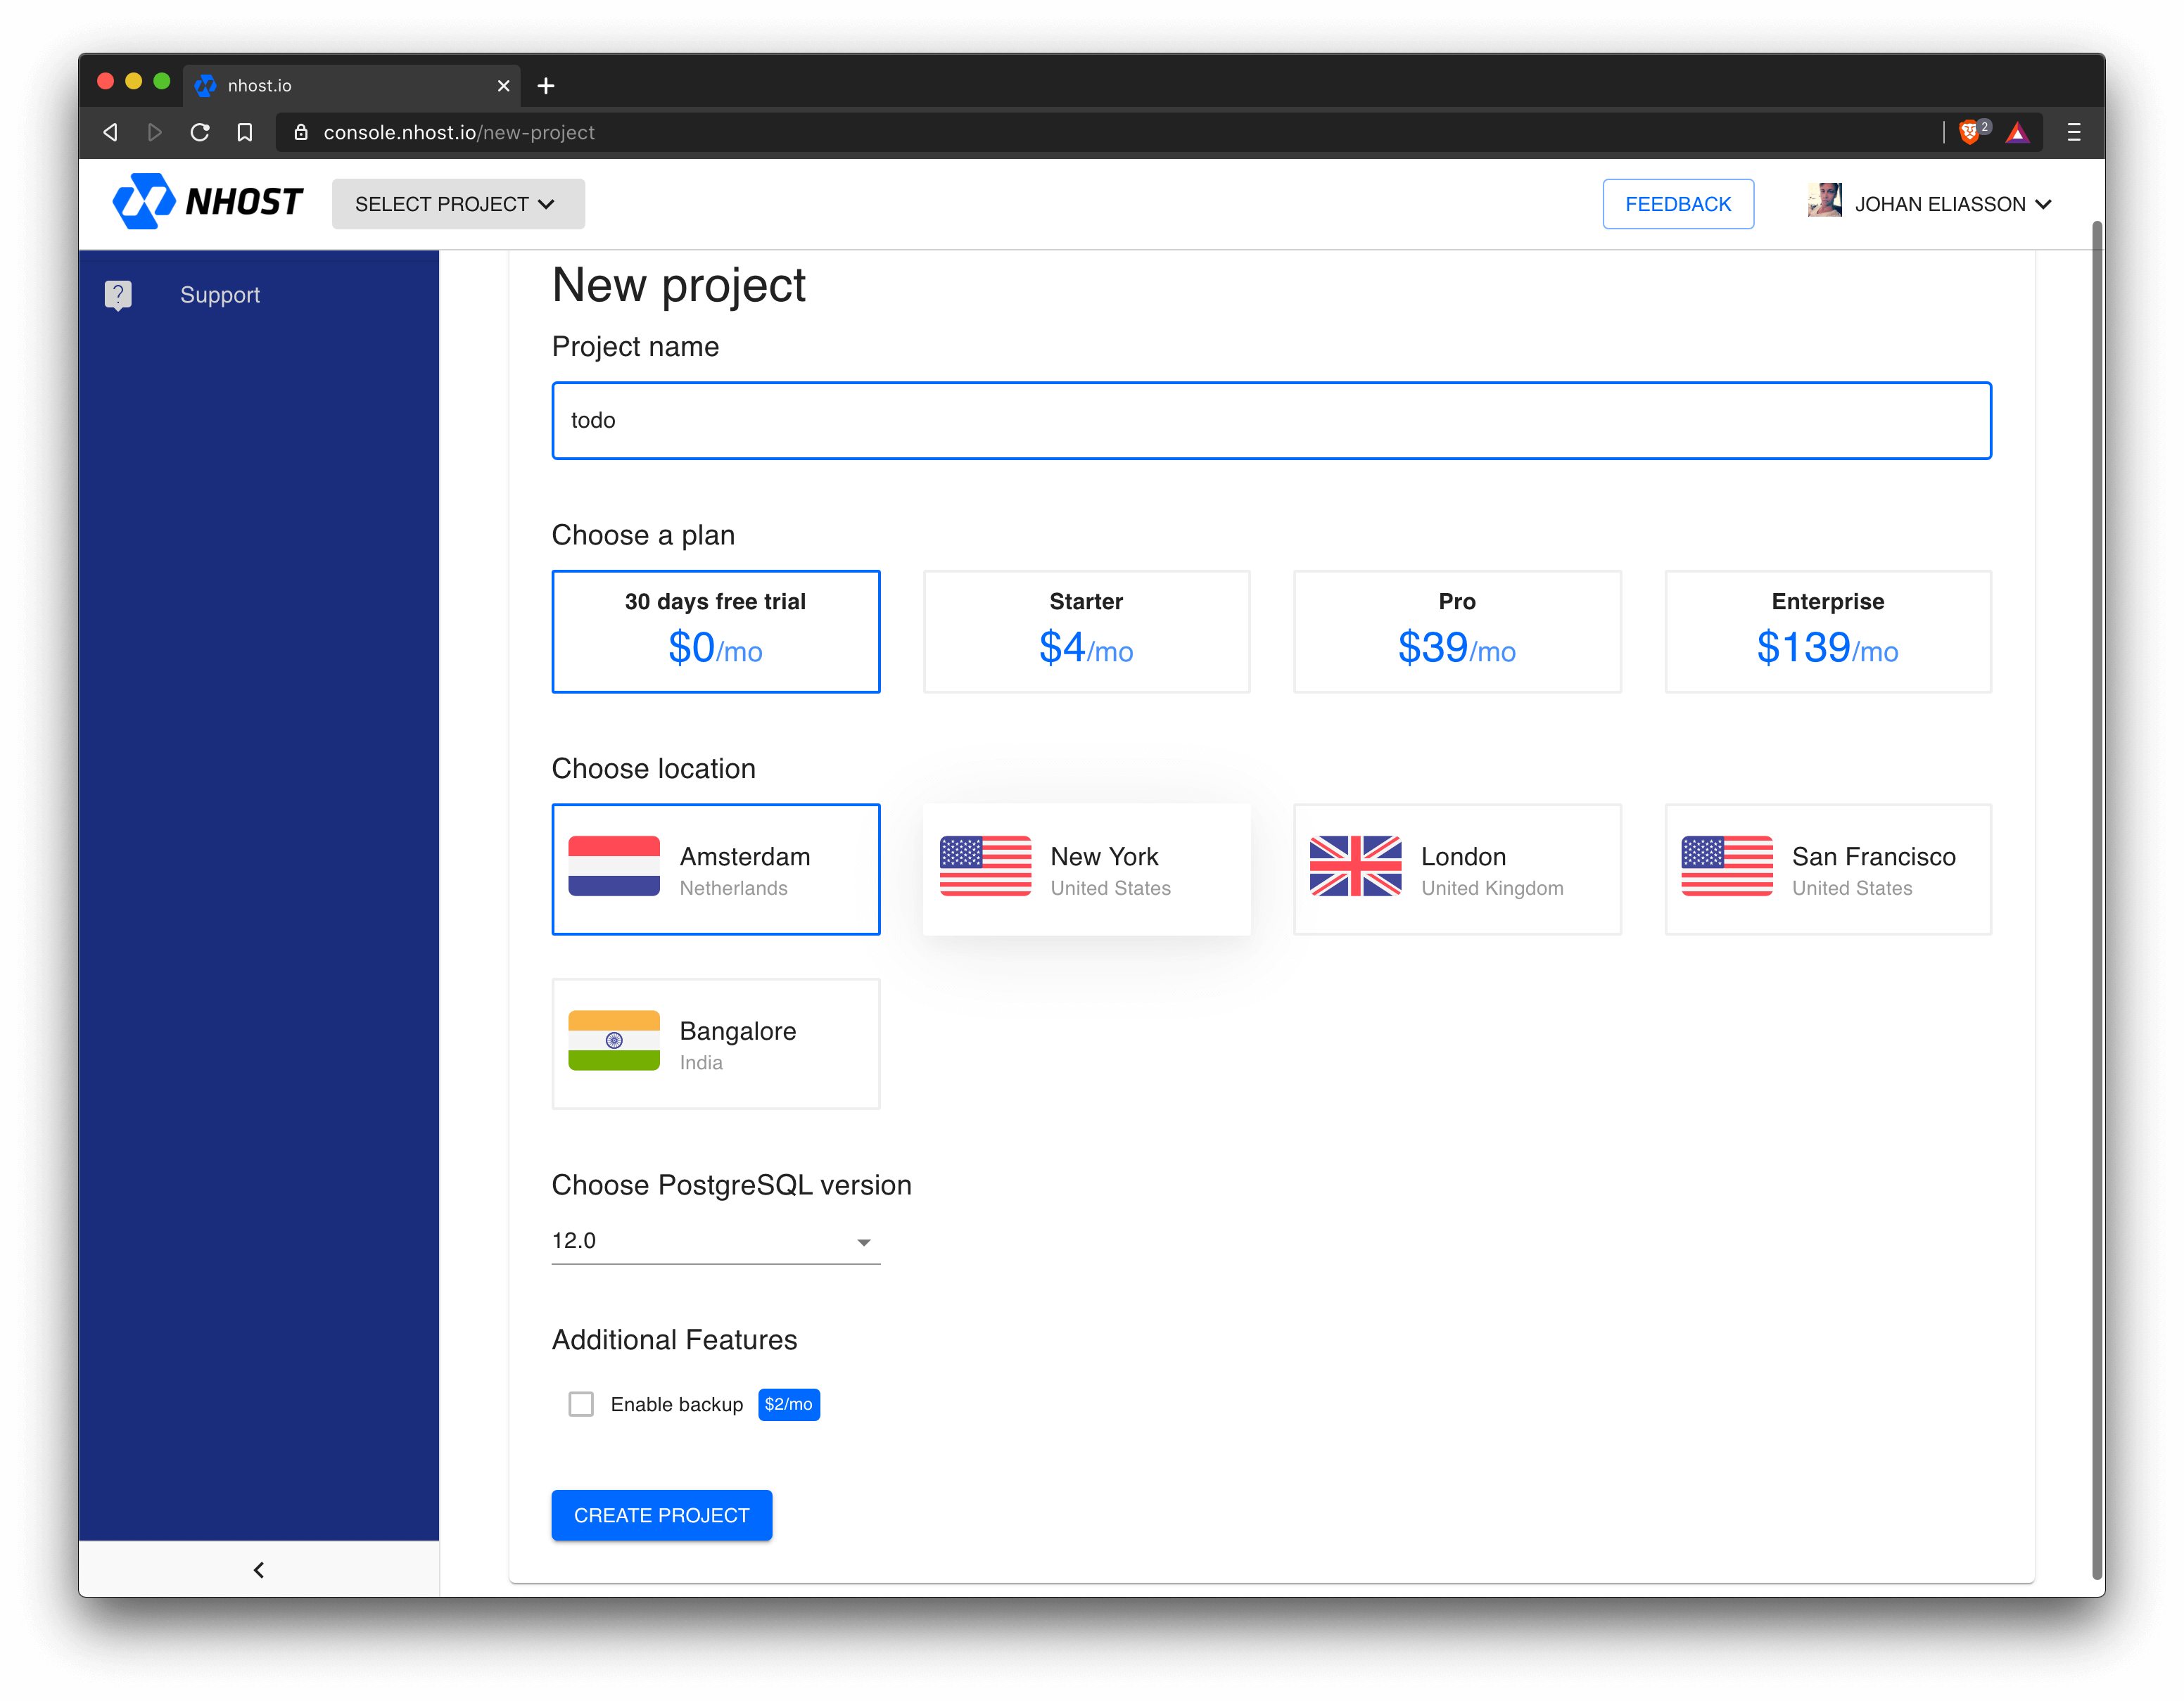 nhost.io
console.nhost.io/new-project
2
NHOST
SELECT PROJECT
FEEDBACK
JOHAN ELIASSON
Support
New project
Project name
todo
Choose a plan
30 days free trial
$0/mo
Starter
$4/mo
Pro
$39/mo
Enterprise
$139/mo
Choose location
Amsterdam
Netherlands
New York
United States
London
United Kingdom
San Francisco
United States
Bangalore
India
Choose PostgreSQL version
12.0
Additional Features
Enable backup $2/mo
CREATE PROJECT